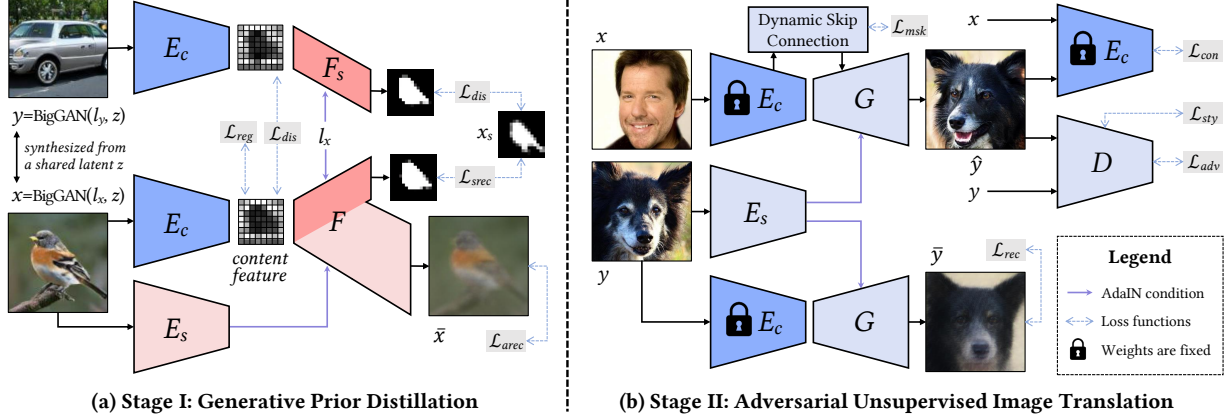 E_c
F_s
L_dis
y=BigGAN(l_y, z)
synthesized from
a shared latent z
x=BigGAN(l_x, z)
L_reg
L_dis
l_x
x_s
L_srec
E_c
F
content
feature
E_s
x̄
L_arec
(a) Stage I: Generative Prior Distillation
x
Dynamic Skip
Connection
L_msk
E_c
G
x
E_c
L_con
ŷ
y
D
L_sty
L_adv
E_s
y
ȳ
L_rec
E_c
G
Legend
AdaIN condition
Loss functions
Weights are fixed
(b) Stage II: Adversarial Unsupervised Image Translation